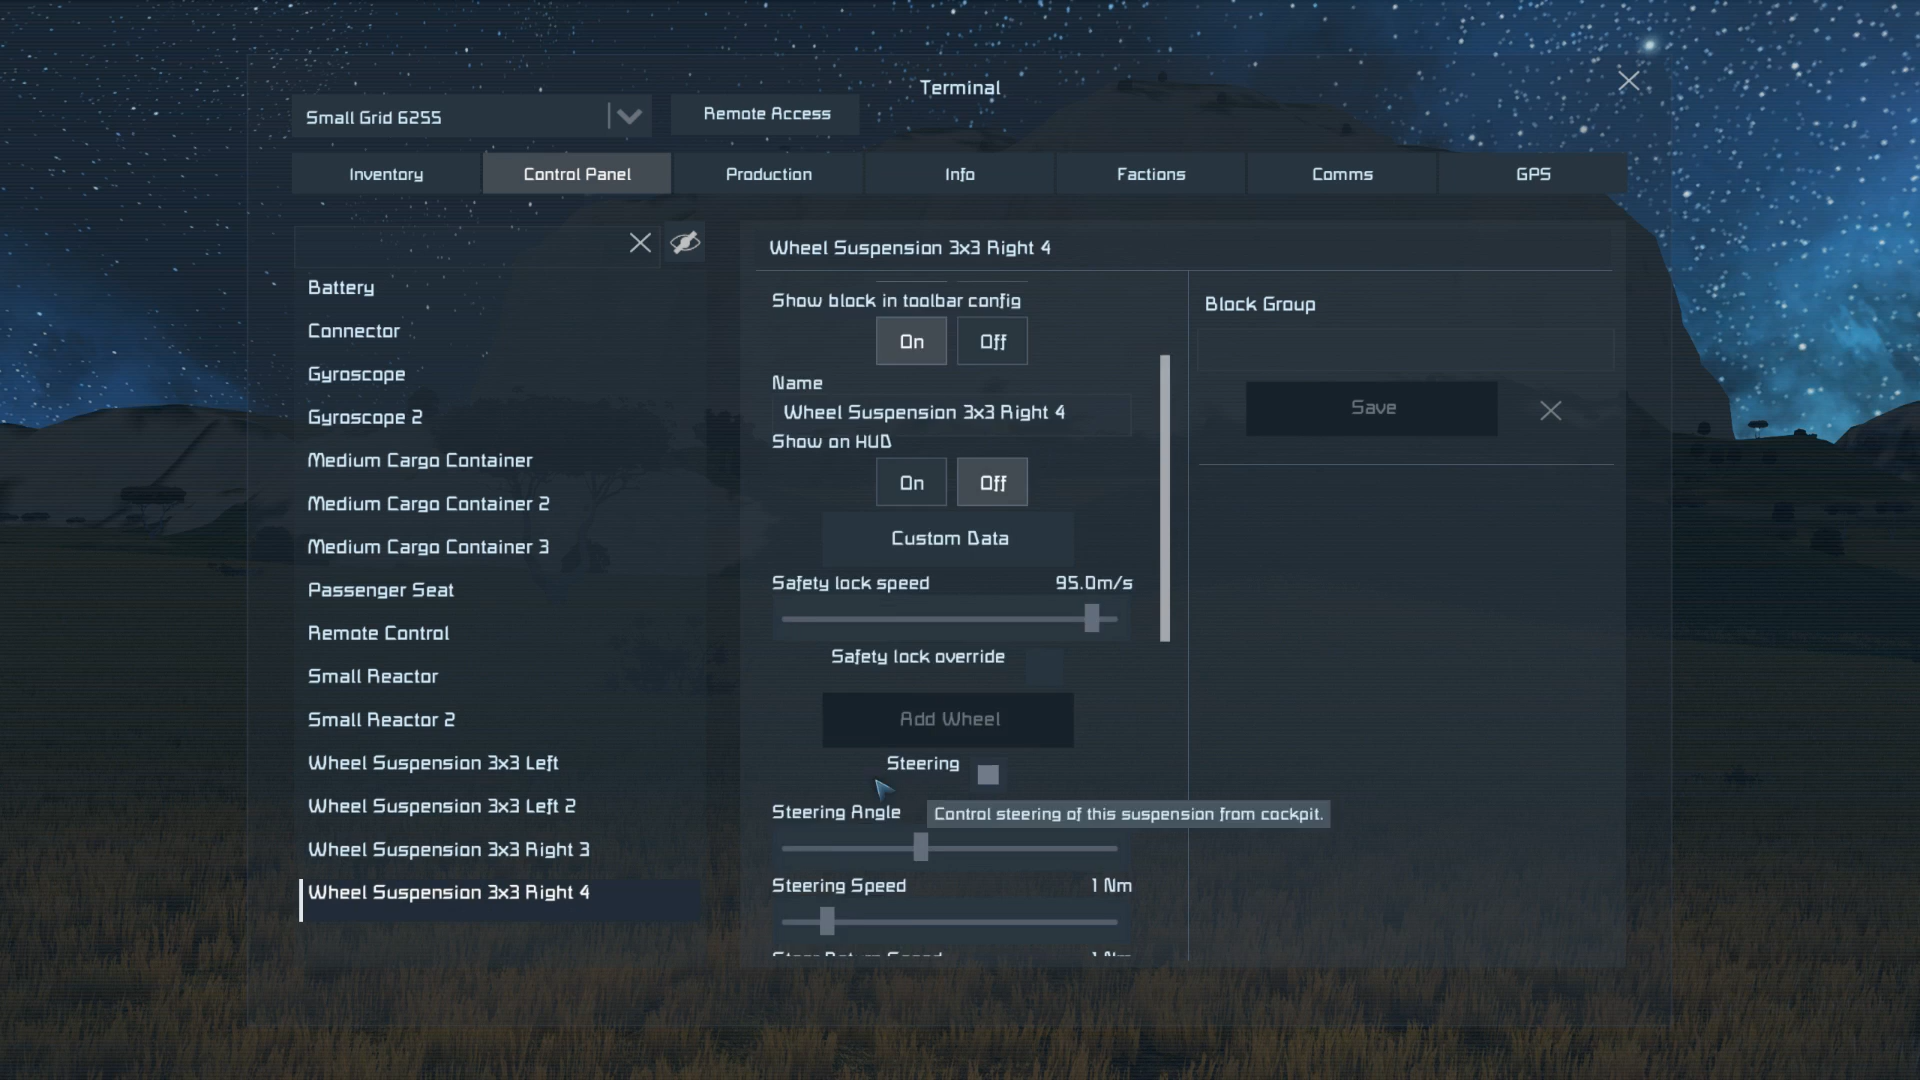 Terminal
Small Grid 6255
Remote Access
Inventory
Control Panel
Production
Info
Factions
Comms
GPS
Battery
Connector
Gyroscope
Gyroscope 2
Medium Cargo Container
Medium Cargo Container 2
Medium Cargo Container 3
Passenger Seat
Remote Control
Small Reactor
Small Reactor 2
Wheel Suspension 3x3 Left
Wheel Suspension 3x3 Left 2
Wheel Suspension 3x3 Right 3
Wheel Suspension 3x3 Right 4
Wheel Suspension 3x3 Right 4
Show block in toolbar config
On Off
Name
Wheel Suspension 3x3 Right 4
Show on HUD
On Off
Custom Data
Safety lock speed 95.0m/s
Safety lock override
Add Wheel
Steering
Steering Angle
Control steering of this suspension from cockpit.
Steering Speed 1 Nm
Block Group
Save